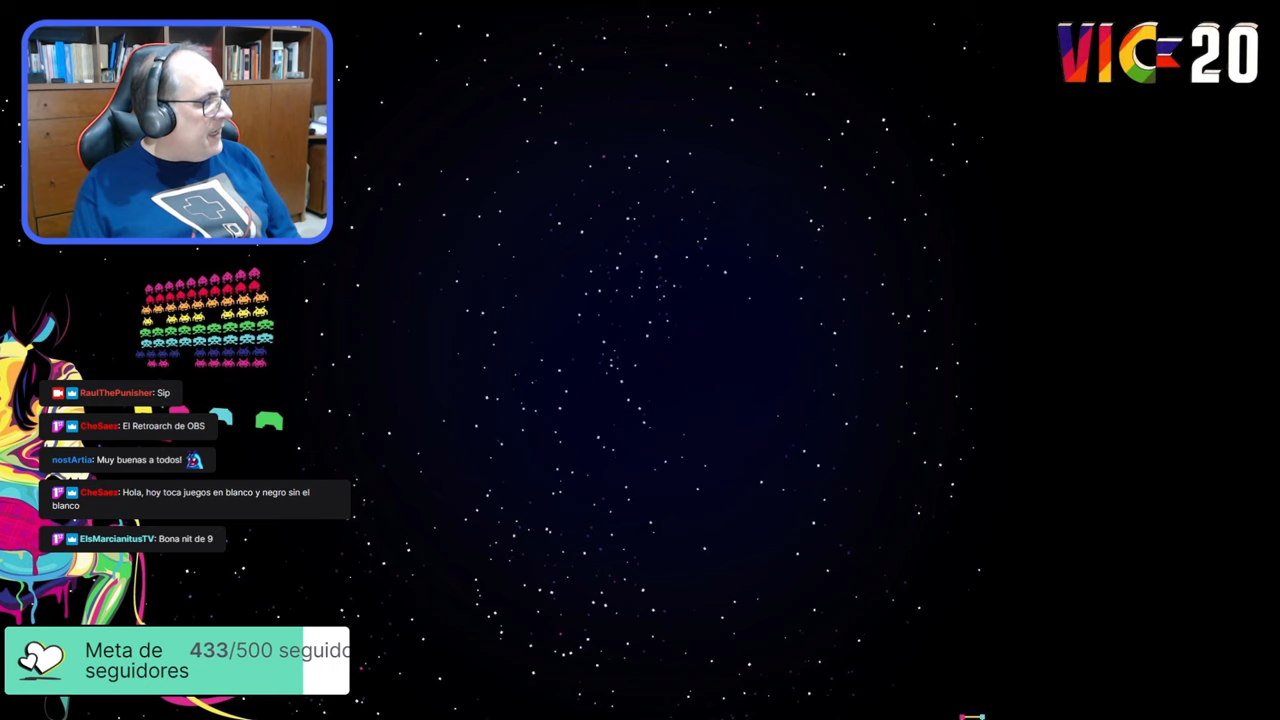 VIC-20
RaulThePunisher: Sip
CheSaez: El Retroarch de OBS
nostArtia: Muy buenas a todos!
CheSaez: Hola, hoy toca juegos en blanco y negro sin el
blanco
ElsMarcianitusTV: Bona nit de 9
Meta de 433/500 seguido
seguidores